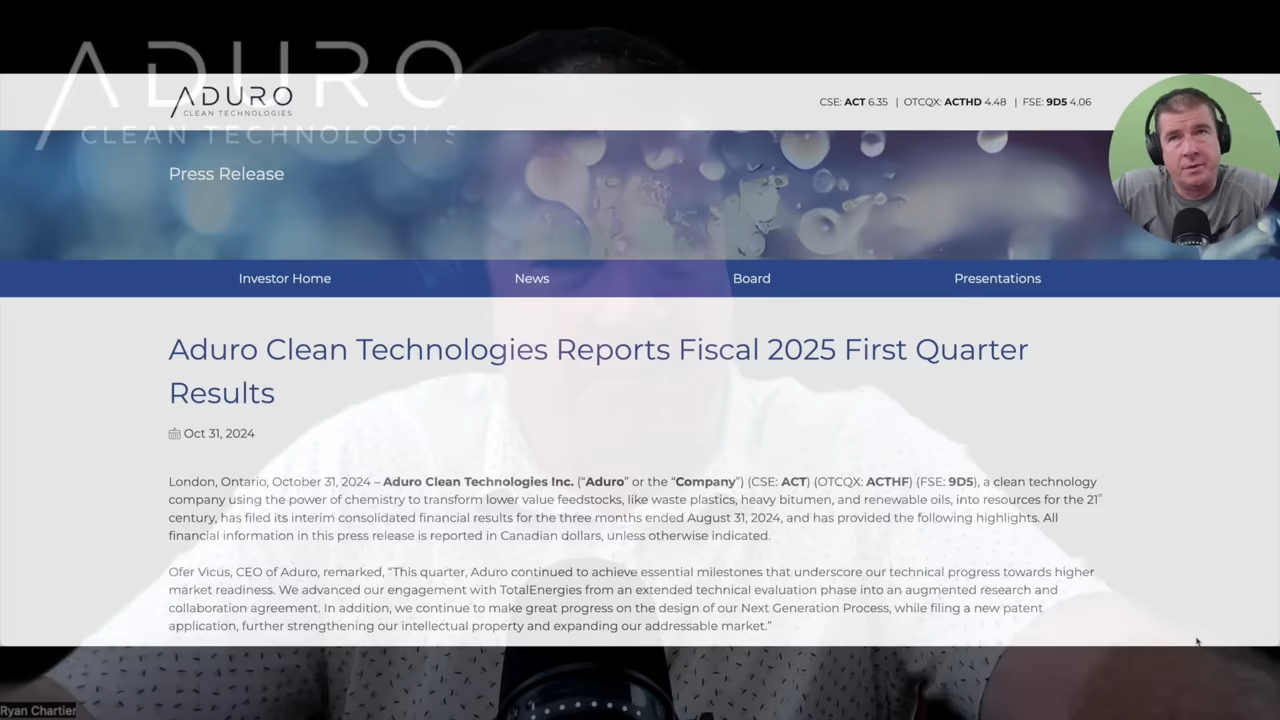 ADURO
CLEAN TECHNOLOGI S
ADURO
CLEAN TECHNOLOGIES
CSE: ACT 6.35 | OTCQX: ACTHD 4.48 | FSE: 9D5 4.06
Press Release
Investor Home News Board Presentations
Aduro Clean Technologies Reports Fiscal 2025 First Quarter
Results
Oct 31, 2024
London, Ontario, October 31, 2024 – Aduro Clean Technologies Inc. (“Aduro” or the “Company”) (CSE: ACT) (OTCQX: ACTHF) (FSE: 9D5), a clean technology
company using the power of chemistry to transform lower value feedstocks, like waste plastics, heavy bitumen, and renewable oils, into resources for the 21st
century, has filed its interim consolidated financial results for the three months ended August 31, 2024, and has provided the following highlights. All
financial information in this press release is reported in Canadian dollars, unless otherwise indicated.
Ofer Vicus, CEO of Aduro, remarked, “This quarter, Aduro continued to achieve essential milestones that underscore our technical progress towards higher
market readiness. We advanced our engagement with TotalEnergies from an extended technical evaluation phase into an augmented research and
collaboration agreement. In addition, we continue to make great progress on the design of our Next Generation Process, while filing a new patent
application, further strengthening our intellectual property and expanding our addressable market.”
Ryan Chartier